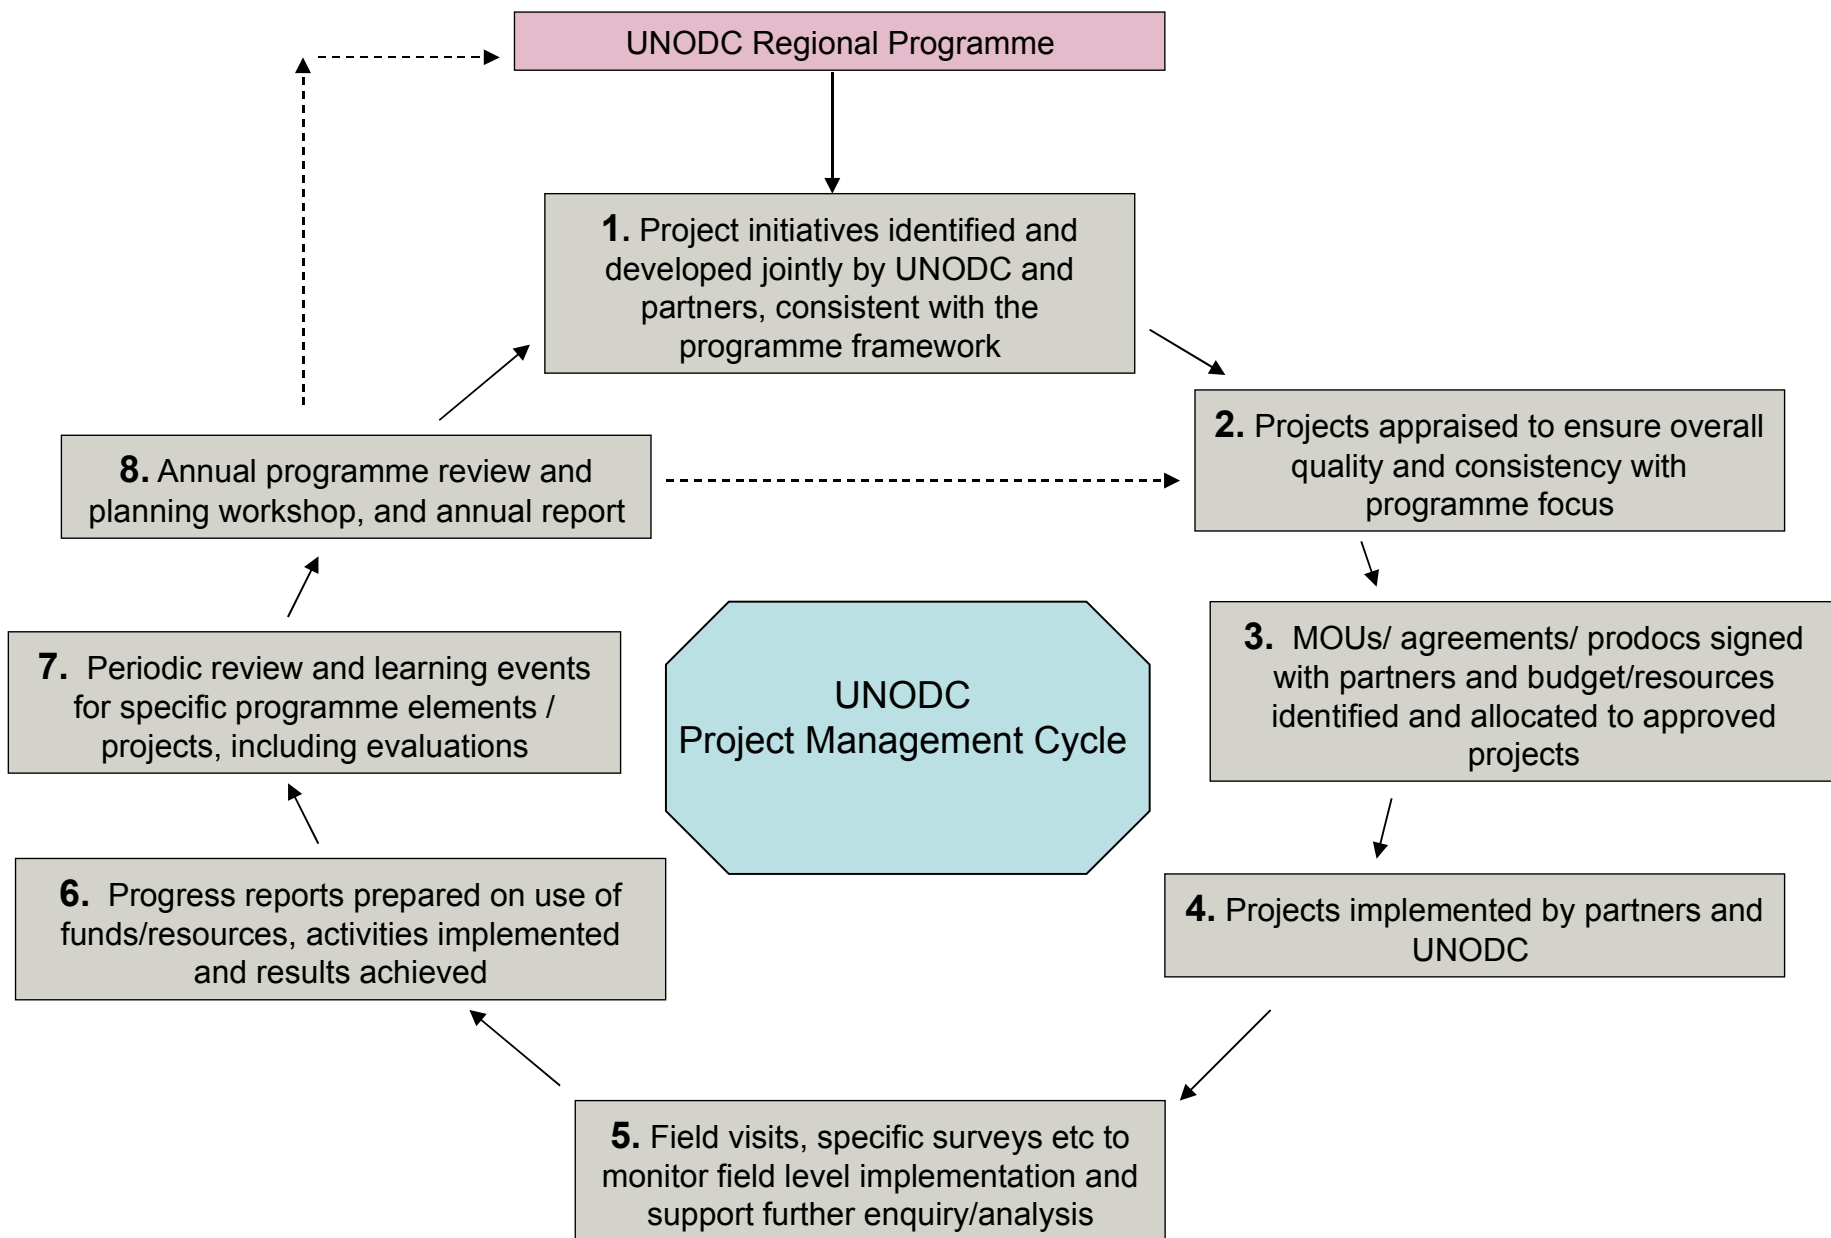 UNODC Regional Programme
1. Project initiatives identified and
developed jointly by UNODC and
partners, consistent with the
programme framework
2. Projects appraised to ensure overall
quality and consistency with
programme focus
3. MOUs/ agreements/ prodocs signed
with partners and budget/resources
identified and allocated to approved
projects
4. Projects implemented by partners and
UNODC
5. Field visits, specific surveys etc to
monitor field level implementation and
support further enquiry/analysis
6. Progress reports prepared on use of
funds/resources, activities implemented
and results achieved
7. Periodic review and learning events
for specific programme elements /
projects, including evaluations
8. Annual programme review and
planning workshop, and annual report
UNODC
Project Management Cycle